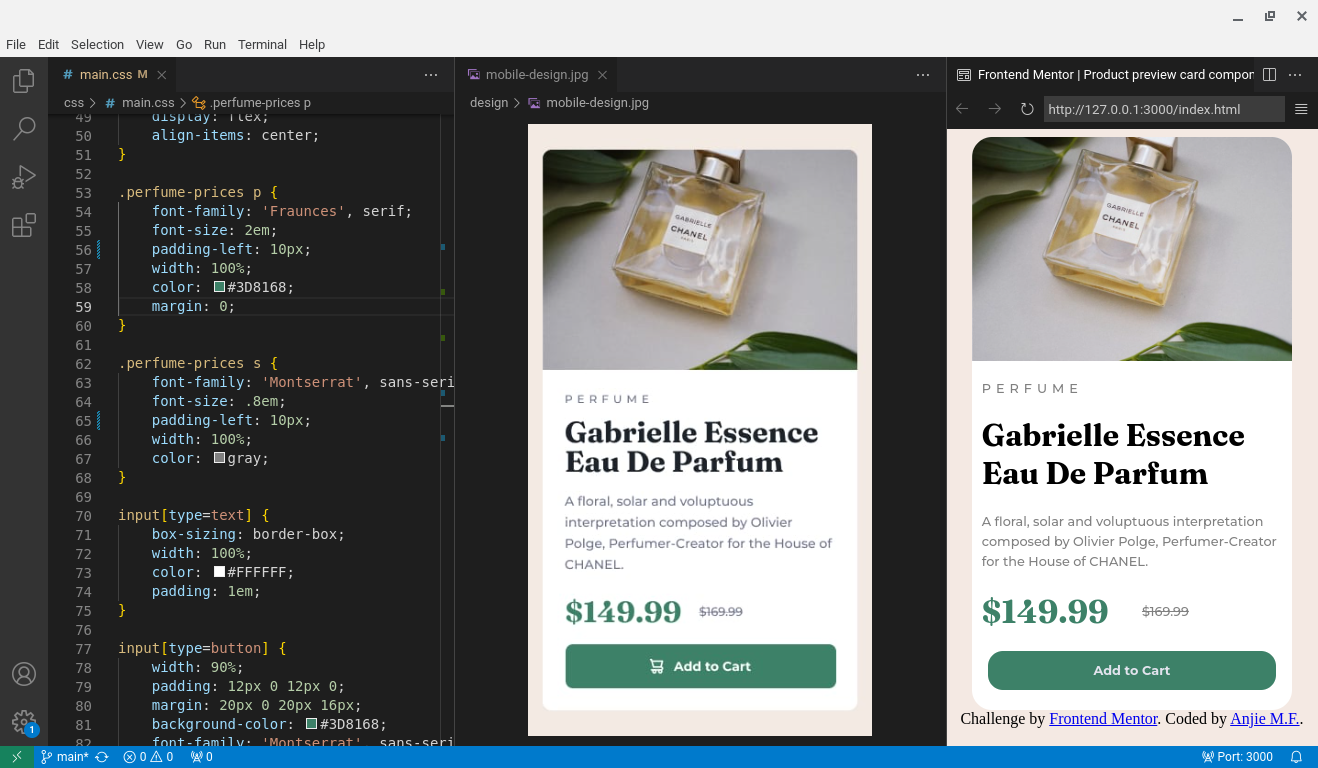 File Edit Selection View Go Run Terminal Help
# main.css M
css > # main.css > .perfume-prices p
49 display: flex;
50 align-items: center;
51 }
52
53 .perfume-prices p {
54 font-family: 'Fraunces', serif;
55 font-size: 2em;
56 padding-left: 10px;
57 width: 100%;
58 color: #3D8168;
59 margin: 0;
60 }
61
62 .perfume-prices s {
63 font-family: 'Montserrat', sans-seri
64 font-size: .8em;
65 padding-left: 10px;
66 width: 100%;
67 color: gray;
68 }
69
70 input[type=text] {
71 box-sizing: border-box;
72 width: 100%;
73 color: #FFFFFF;
74 padding: 1em;
75 }
76
77 input[type=button] {
78 width: 90%;
79 padding: 12px 0 12px 0;
80 margin: 20px 0 20px 16px;
81 background-color: #3D8168;
82 font-family: 'Montserrat', sans-seri
mobile-design.jpg
design > mobile-design.jpg
GABRIELLE
CHANEL
PARIS
PERFUME
Gabrielle Essence
Eau De Parfum
A floral, solar and voluptuous
interpretation composed by Olivier
Polge, Perfumer-Creator for the House of
CHANEL.
$149.99 $169.99
Add to Cart
Frontend Mentor | Product preview card compon
http://127.0.0.1:3000/index.html
GABRIELLE
CHANEL
PARIS
PERFUME
Gabrielle Essence
Eau De Parfum
A floral, solar and voluptuous interpretation
composed by Olivier Polge, Perfumer-Creator
for the House of CHANEL.
$149.99 $169.99
Add to Cart
Challenge by Frontend Mentor. Coded by Anjie M.F..
1
main* 0 0 0 Port: 3000